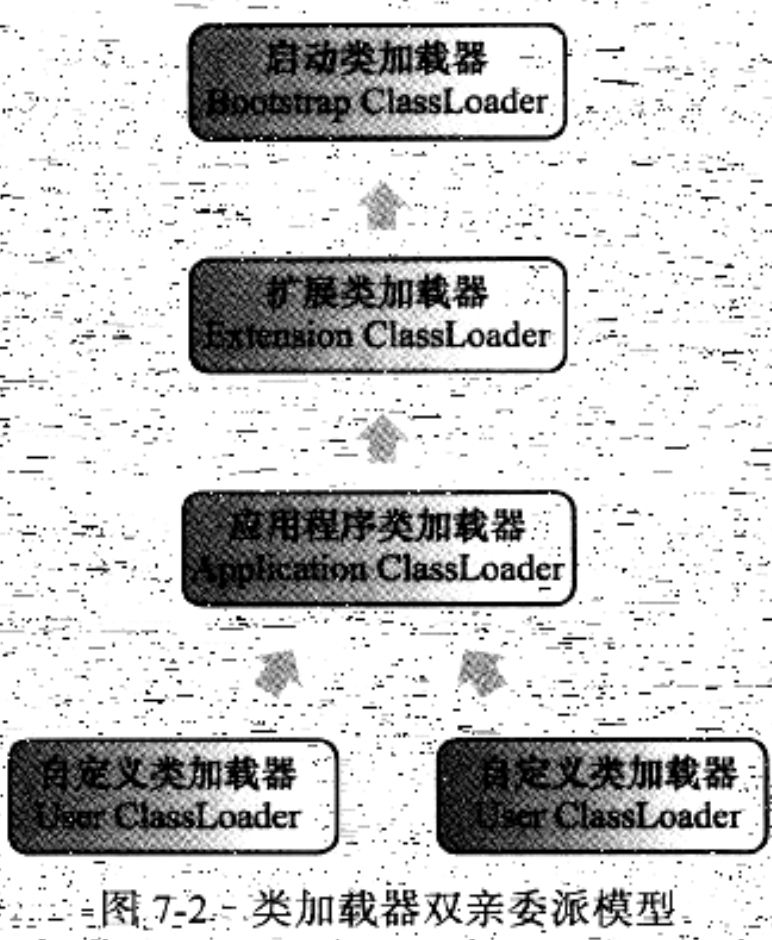 启动类加载器
Bootstrap ClassLoader
扩展类加载器
Extension ClassLoader
应用程序类加载器
Application ClassLoader
自定义类加载器
User ClassLoader
自定义类加载器
User ClassLoader
图 7-2 类加载器双亲委派模型